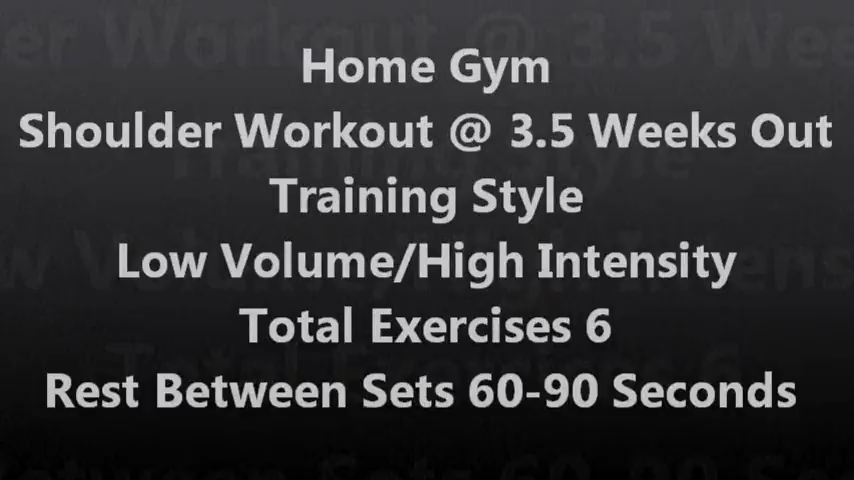 Home Gym
Shoulder Workout @ 3.5 Weeks Out
Training Style
Low Volume/High Intensity
Total Exercises 6
Rest Between Sets 60-90 Seconds